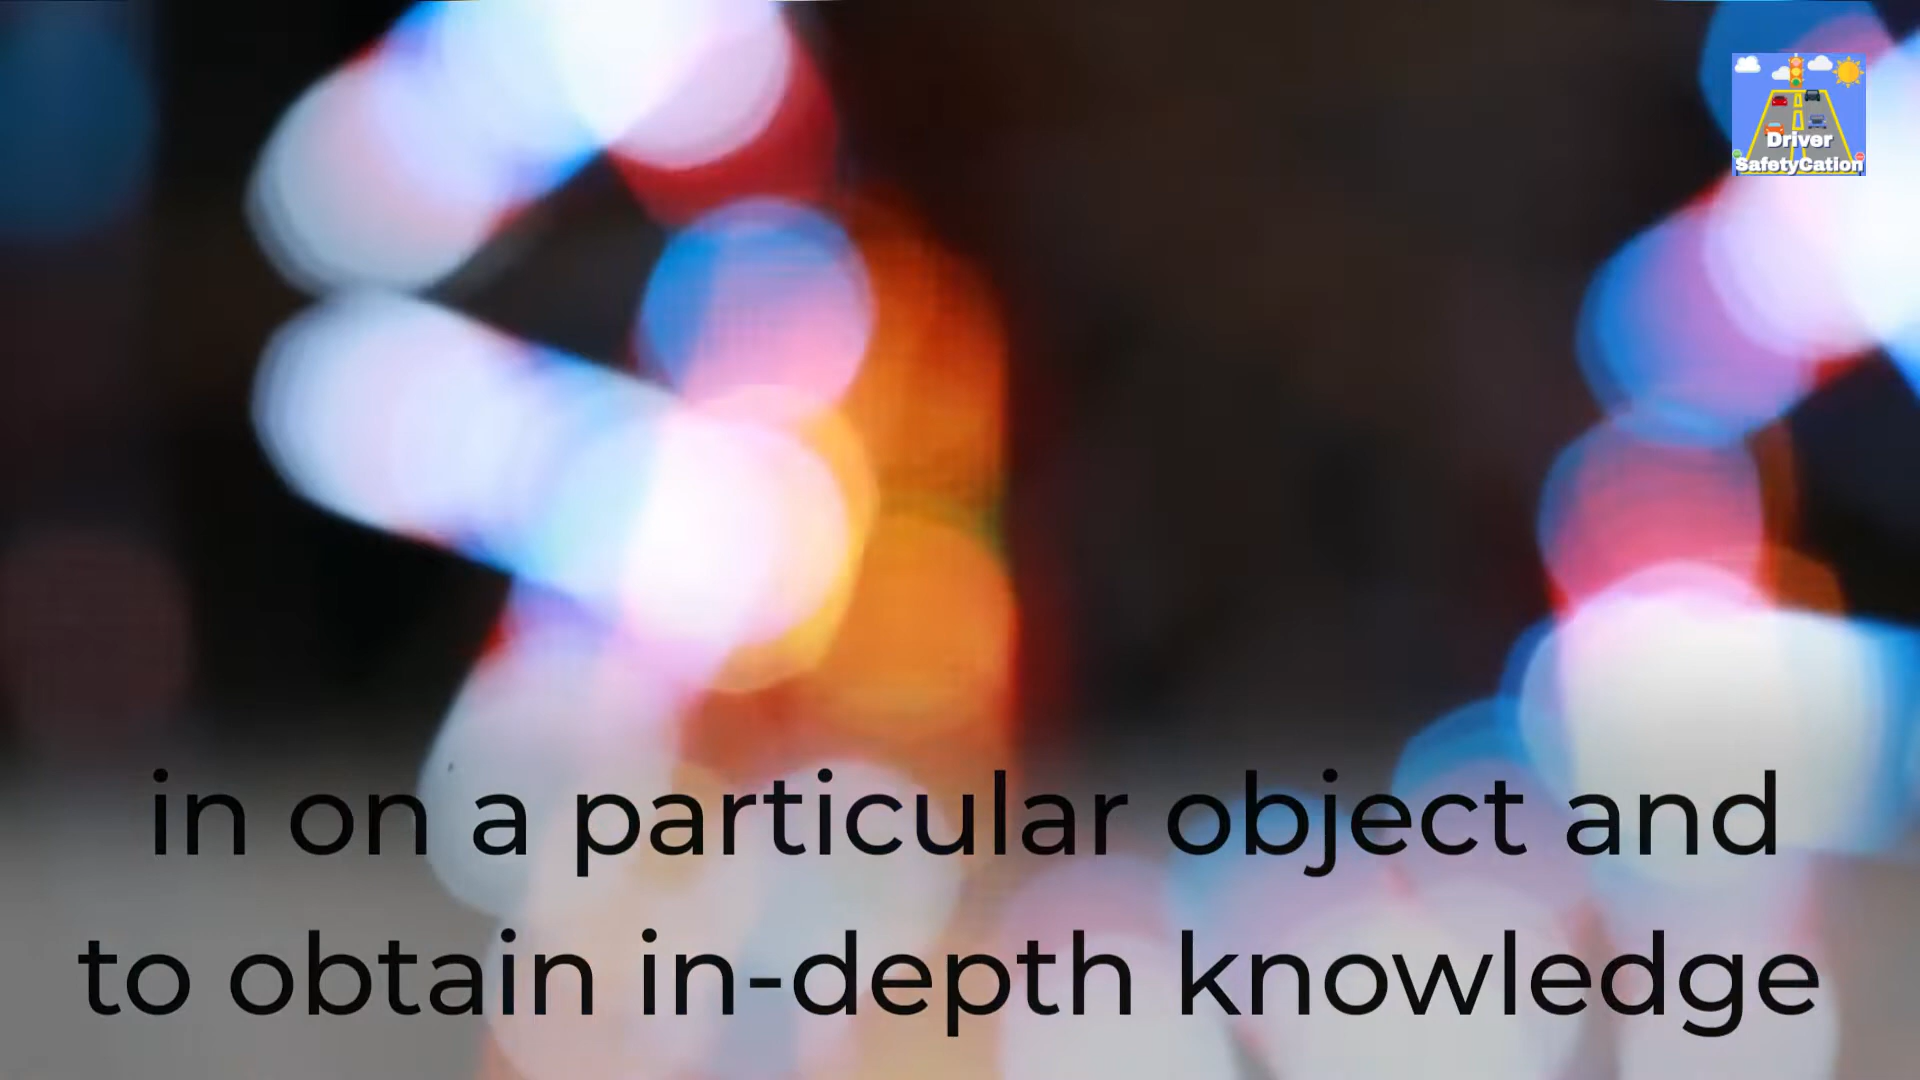 Driver
SafetyCation
in on a particular object and
to obtain in-depth knowledge